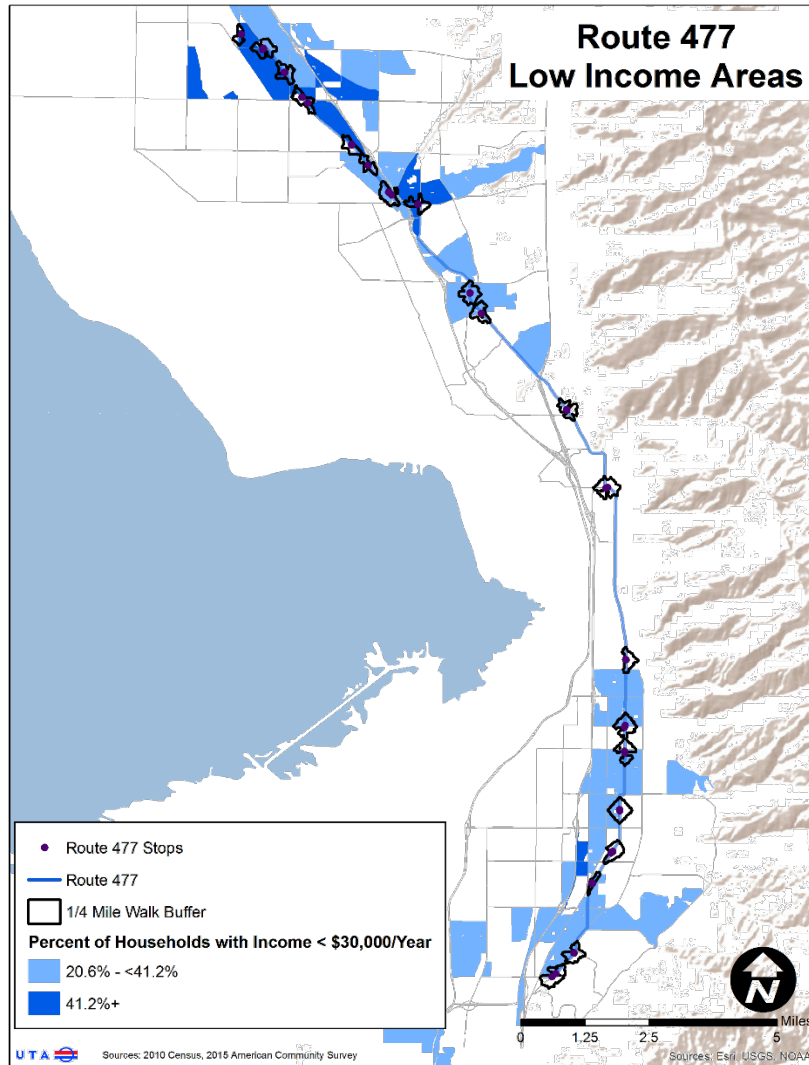 Route 477
Low Income Areas
Route 477 Stops
Route 477
1/4 Mile Walk Buffer
Percent of Households with Income < $30,000/Year
20.6% - <41.2%
41.2%+
N
Miles
0 1.25 2.5 5
UTA
Sources: 2010 Census, 2015 American Community Survey
Sources: Esri, USGS, NOAA